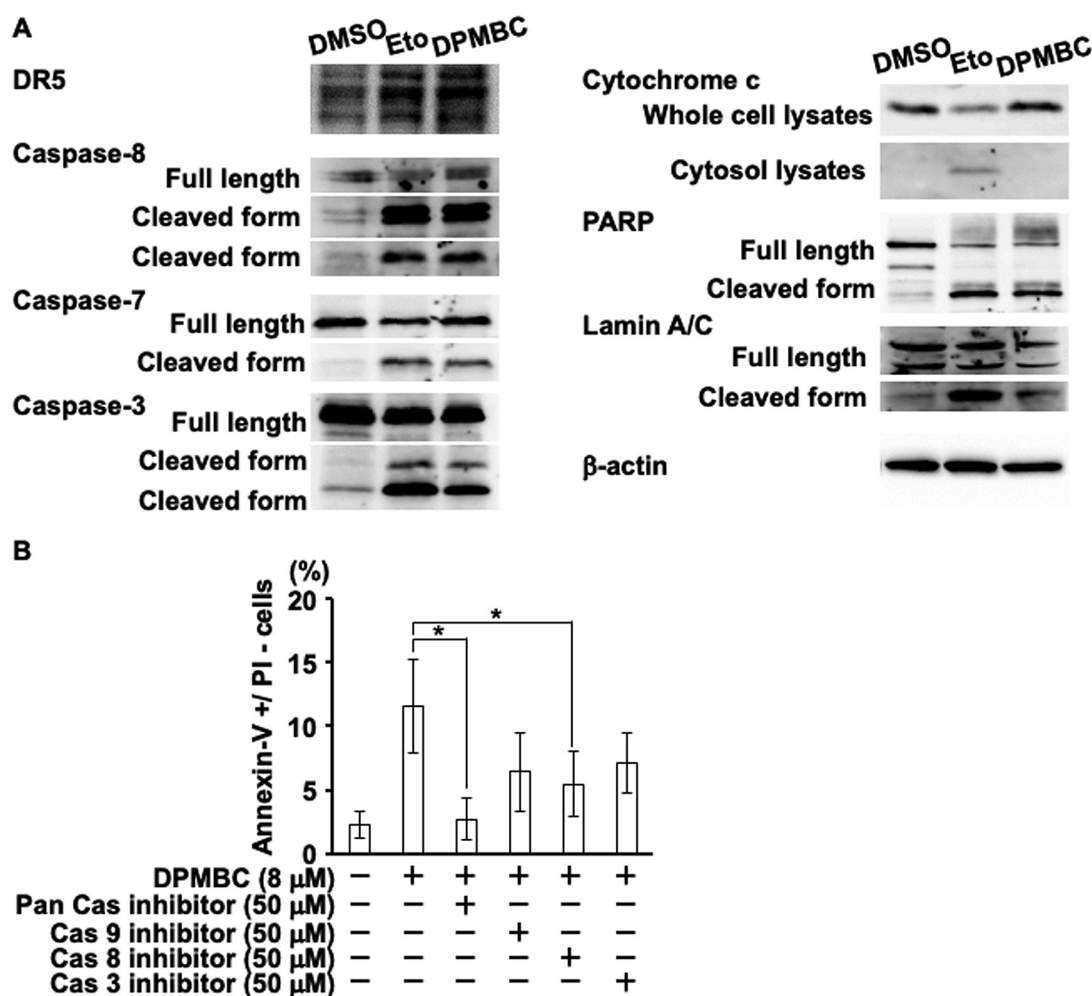 A
DMSO Eto DPMBC
DR5
Caspase-8
Full length
Cleaved form
Cleaved form
Caspase-7
Full length
Cleaved form
Caspase-3
Full length
Cleaved form
Cleaved form
DMSO Eto DPMBC
Cytochrome c
Whole cell lysates
Cytosol lysates
PARP
Full length
Cleaved form
Lamin A/C
Full length
Cleaved form
β-actin
B
(%)
Annexin-V +/ PI - cells
20
15
10
5
0
* *
DPMBC (8 μM) − + + + + +
Pan Cas inhibitor (50 μM) − − + − − −
Cas 9 inhibitor (50 μM) − − − + − −
Cas 8 inhibitor (50 μM) − − − − + −
Cas 3 inhibitor (50 μM) − − − − − +